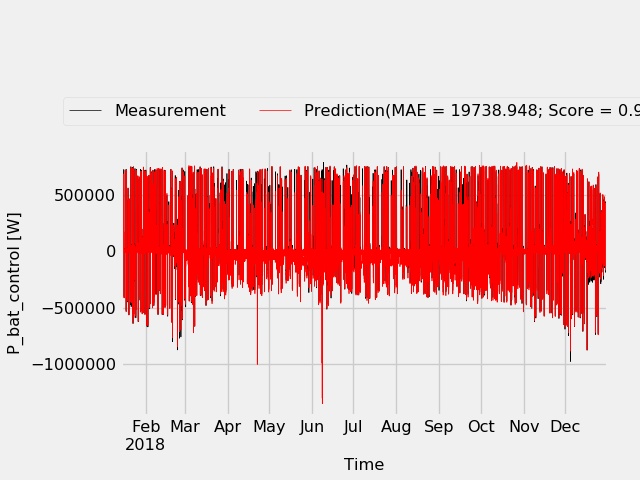 Measurement
Prediction(MAE = 19738.948; Score = 0.9
500000
0
−500000
−1000000
P_bat_control [W]
Feb Mar Apr May Jun Jul Aug Sep Oct Nov Dec
2018
Time